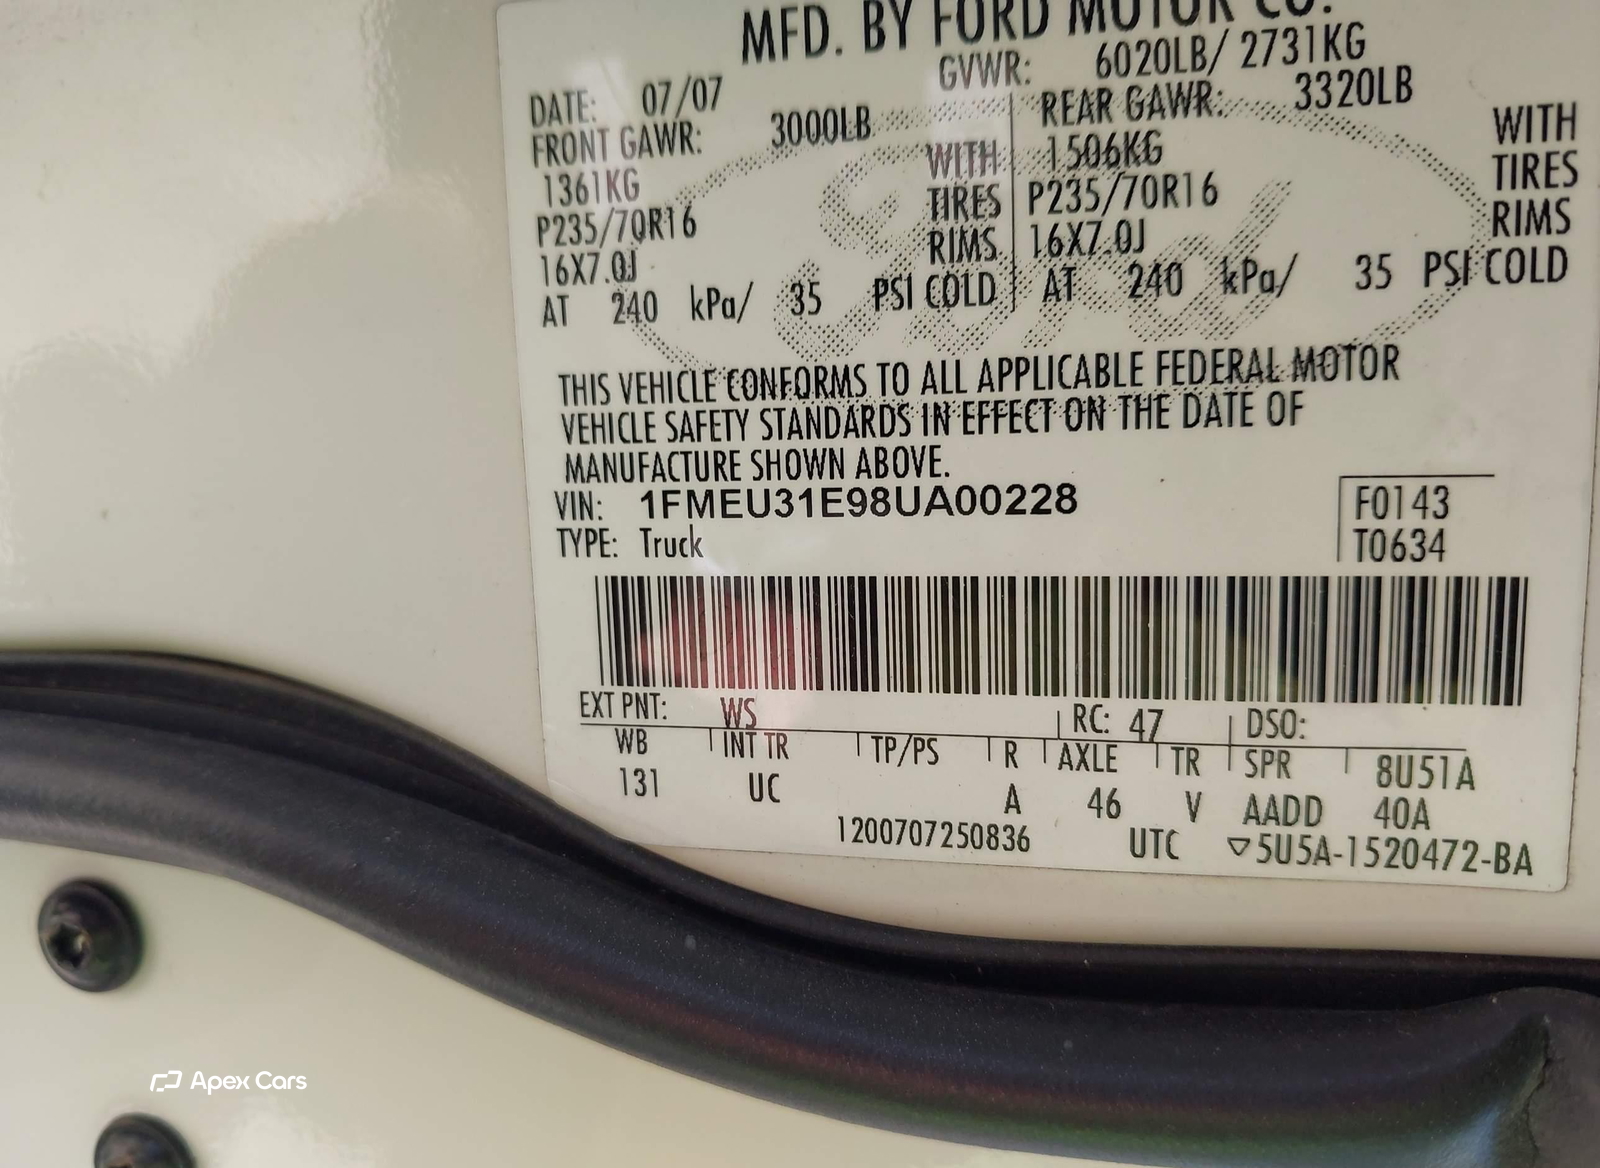 MFD. BY FORD MOTOR CO.
GVWR: 6020LB/ 2731KG
DATE: 07/07
FRONT GAWR: 3000LB
1361KG
P235/70R16
16X7.0J
AT 240 kPa/ 35 PSI COLD
WITH
TIRES
RIMS
REAR GAWR: 3320LB
1506KG
P235/70R16
16X7.0J
AT 240 kPa/ 35 PSI COLD
WITH
TIRES
RIMS
Ford
THIS VEHICLE CONFORMS TO ALL APPLICABLE FEDERAL MOTOR
VEHICLE SAFETY STANDARDS IN EFFECT ON THE DATE OF
MANUFACTURE SHOWN ABOVE.
VIN: 1FMEU31E98UA00228
TYPE: Truck
F0143
T0634
EXT PNT: WS RC: 47 DSO:
WB INT TR TP/PS R AXLE TR SPR 8U51A
131 UC A 46 V AADD 40A
1200707250836 UTC ▽5U5A-1520472-BA
Apex Cars